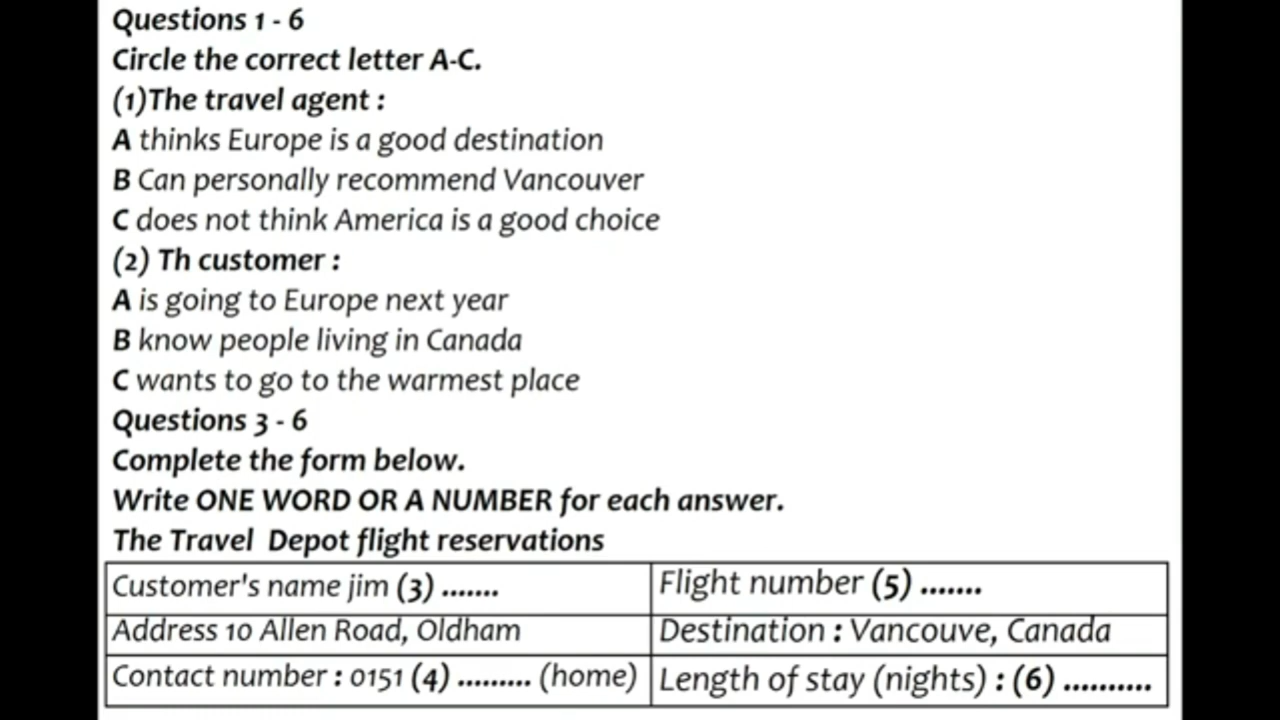 Questions 1 - 6
Circle the correct letter A-C.
(1)The travel agent :
A thinks Europe is a good destination
B Can personally recommend Vancouver
C does not think America is a good choice
(2) Th customer :
A is going to Europe next year
B know people living in Canada
C wants to go to the warmest place
Questions 3 - 6
Complete the form below.
Write ONE WORD OR A NUMBER for each answer.
The Travel Depot flight reservations
Customer's name jim (3) ....... Flight number (5) .......
Address 10 Allen Road, Oldham Destination : Vancouve, Canada
Contact number : 0151 (4) ......... (home) Length of stay (nights) : (6) ..........